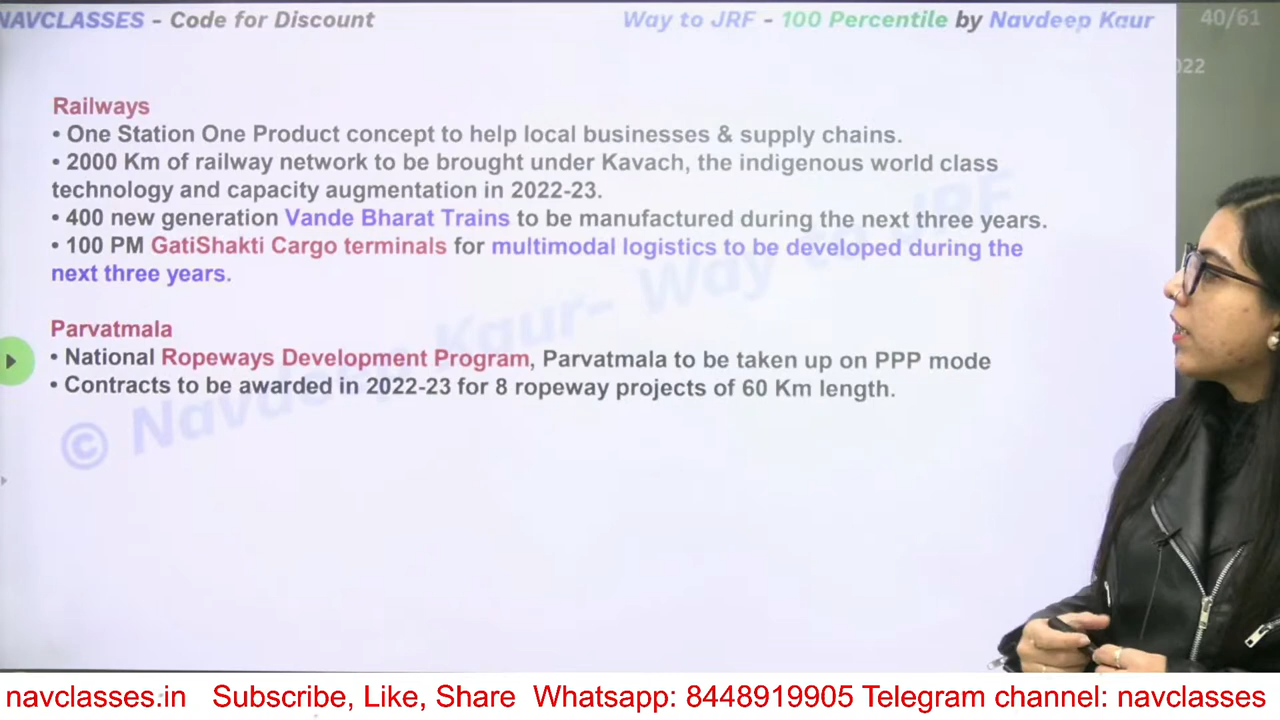 NAVCLASSES - Code for Discount
Way to JRF - 100 Percentile by Navdeep Kaur
40/61
022
Railways
• One Station One Product concept to help local businesses & supply chains.
• 2000 Km of railway network to be brought under Kavach, the indigenous world class
technology and capacity augmentation in 2022-23.
• 400 new generation Vande Bharat Trains to be manufactured during the next three years.
• 100 PM GatiShakti Cargo terminals for multimodal logistics to be developed during the
next three years.
Parvatmala
• National Ropeways Development Program, Parvatmala to be taken up on PPP mode
• Contracts to be awarded in 2022-23 for 8 ropeway projects of 60 Km length.
© Navdeep Kaur- Way to JRF
navclasses.in Subscribe, Like, Share Whatsapp: 8448919905 Telegram channel: navclasses